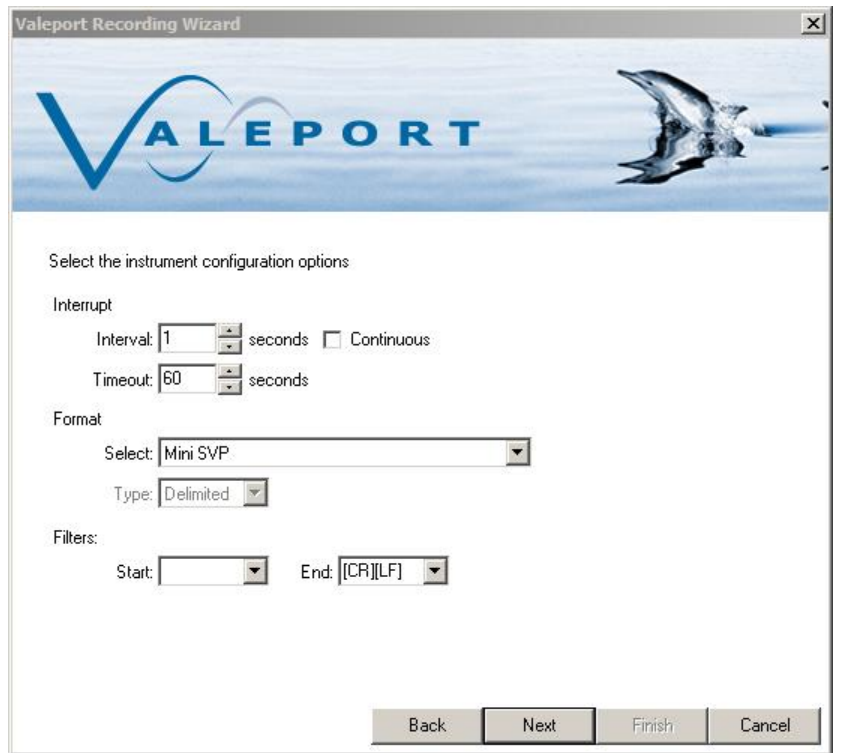 Valeport Recording Wizard
VALEPORT
Select the instrument configuration options
Interrupt
Interval: 1 seconds Continuous
Timeout: 60 seconds
Format
Select: Mini SVP
Type: Delimited
Filters:
Start: End: [CR][LF]
Back Next Finish Cancel